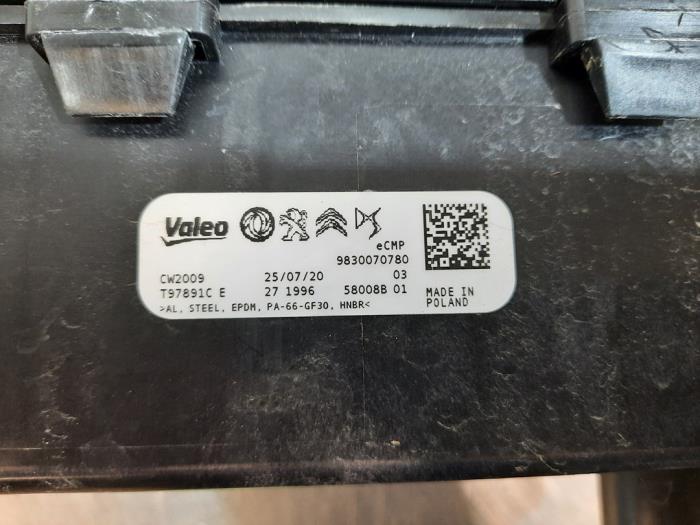 Valeo
eCMP
9830070780
CW2009 25/07/20 03
T97891C E 27 1996 58008B 01
>AL, STEEL, EPDM, PA-66-GF30, HNBR<
MADE IN
POLAND